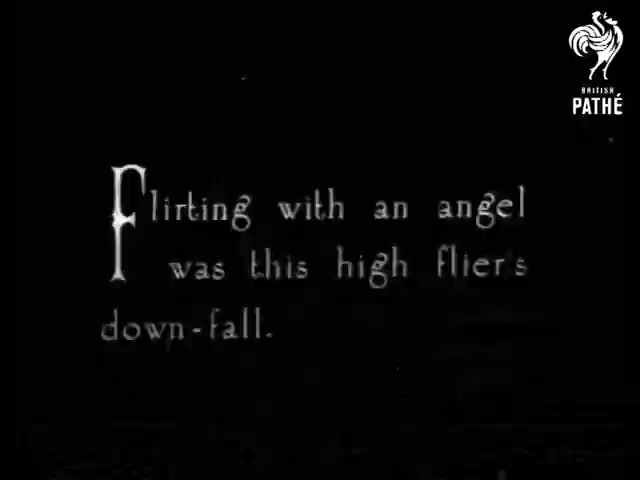 BRITISH
PATHÉ
Flirting with an angel
was this high flier's
down-fall.